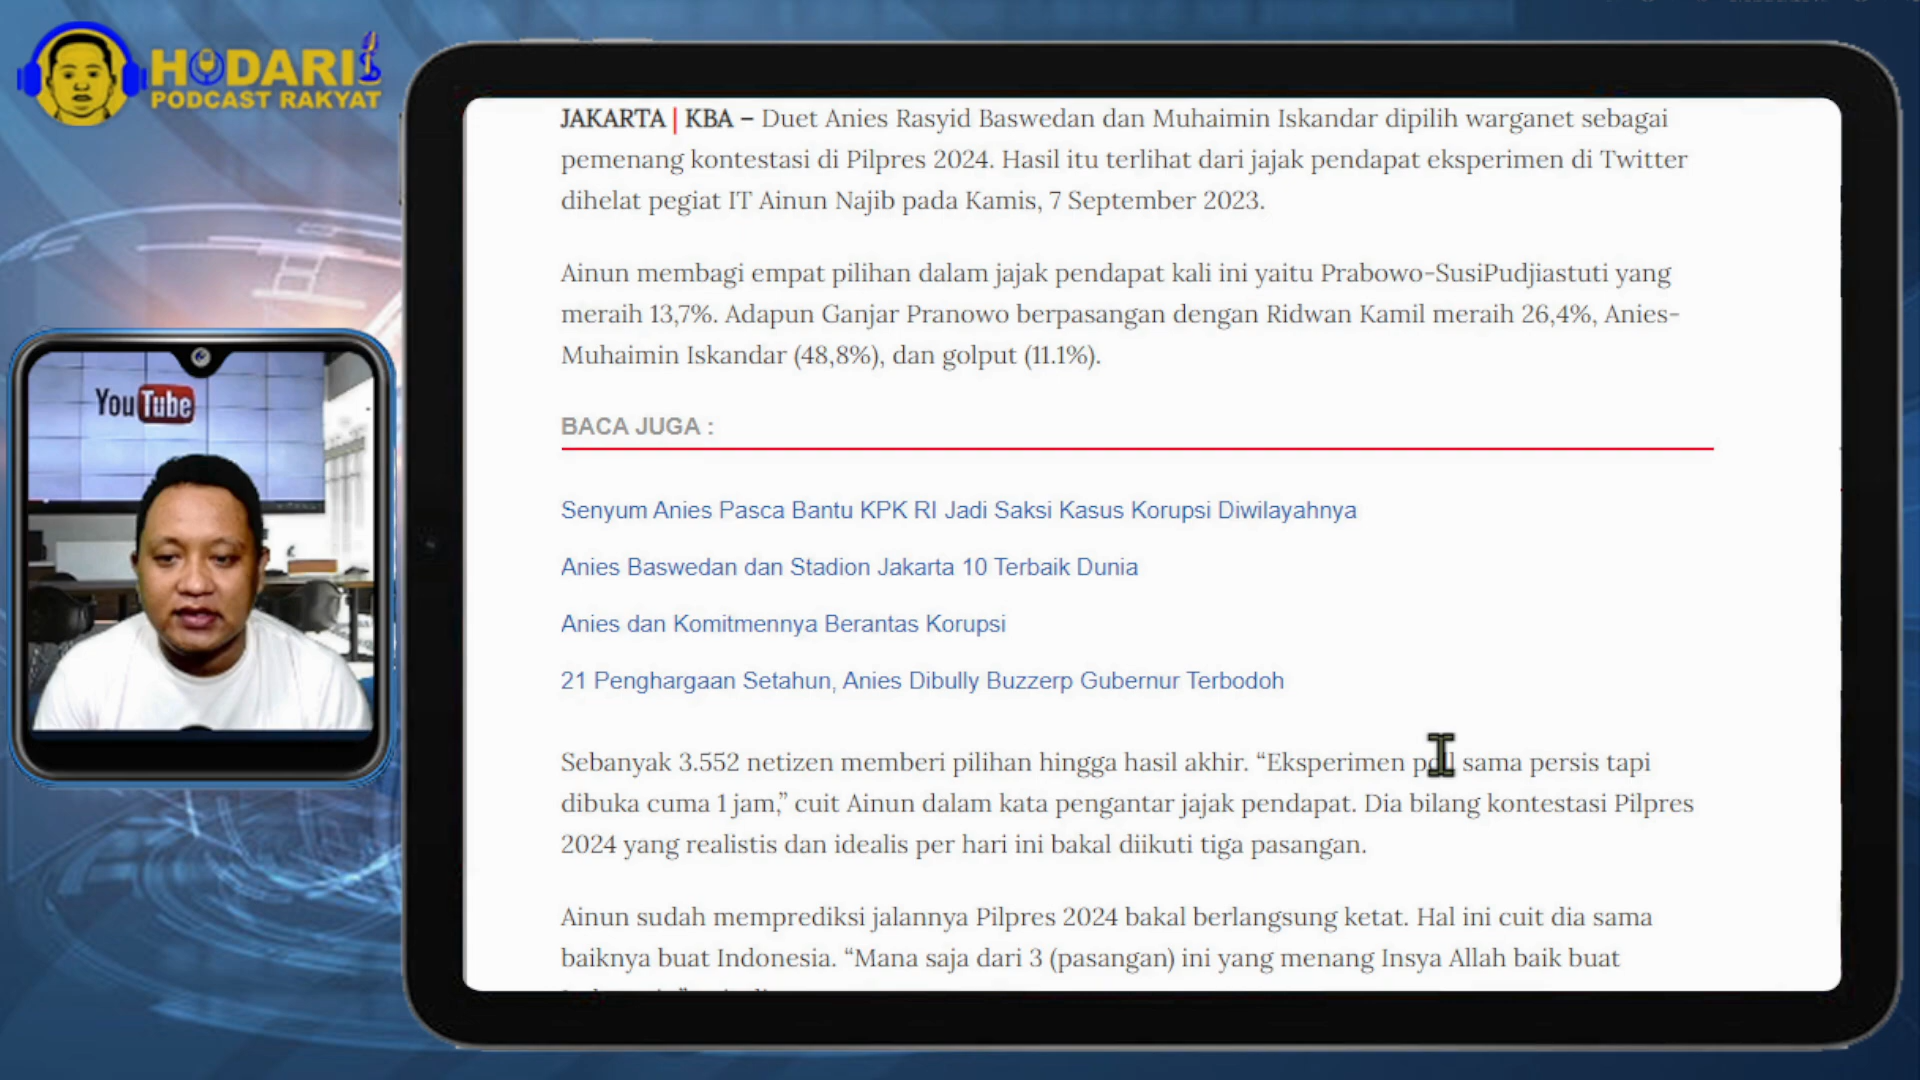 HODARI
PODCAST RAKYAT
YouTube
JAKARTA | KBA – Duet Anies Rasyid Baswedan dan Muhaimin Iskandar dipilih warganet sebagai
pemenang kontestasi di Pilpres 2024. Hasil itu terlihat dari jajak pendapat eksperimen di Twitter
dihelat pegiat IT Ainun Najib pada Kamis, 7 September 2023.
Ainun membagi empat pilihan dalam jajak pendapat kali ini yaitu Prabowo-SusiPudjiastuti yang
meraih 13,7%. Adapun Ganjar Pranowo berpasangan dengan Ridwan Kamil meraih 26,4%, Anies-
Muhaimin Iskandar (48,8%), dan golput (11.1%).
BACA JUGA :
Senyum Anies Pasca Bantu KPK RI Jadi Saksi Kasus Korupsi Diwilayahnya
Anies Baswedan dan Stadion Jakarta 10 Terbaik Dunia
Anies dan Komitmennya Berantas Korupsi
21 Penghargaan Setahun, Anies Dibully Buzzerp Gubernur Terbodoh
Sebanyak 3.552 netizen memberi pilihan hingga hasil akhir. “Eksperimen sama persis tapi
dibuka cuma 1 jam,” cuit Ainun dalam kata pengantar jajak pendapat. Dia bilang kontestasi Pilpres
2024 yang realistis dan idealis per hari ini bakal diikuti tiga pasangan.
Ainun sudah memprediksi jalannya Pilpres 2024 bakal berlangsung ketat. Hal ini cuit dia sama
baiknya buat Indonesia. “Mana saja dari 3 (pasangan) ini yang menang Insya Allah baik buat